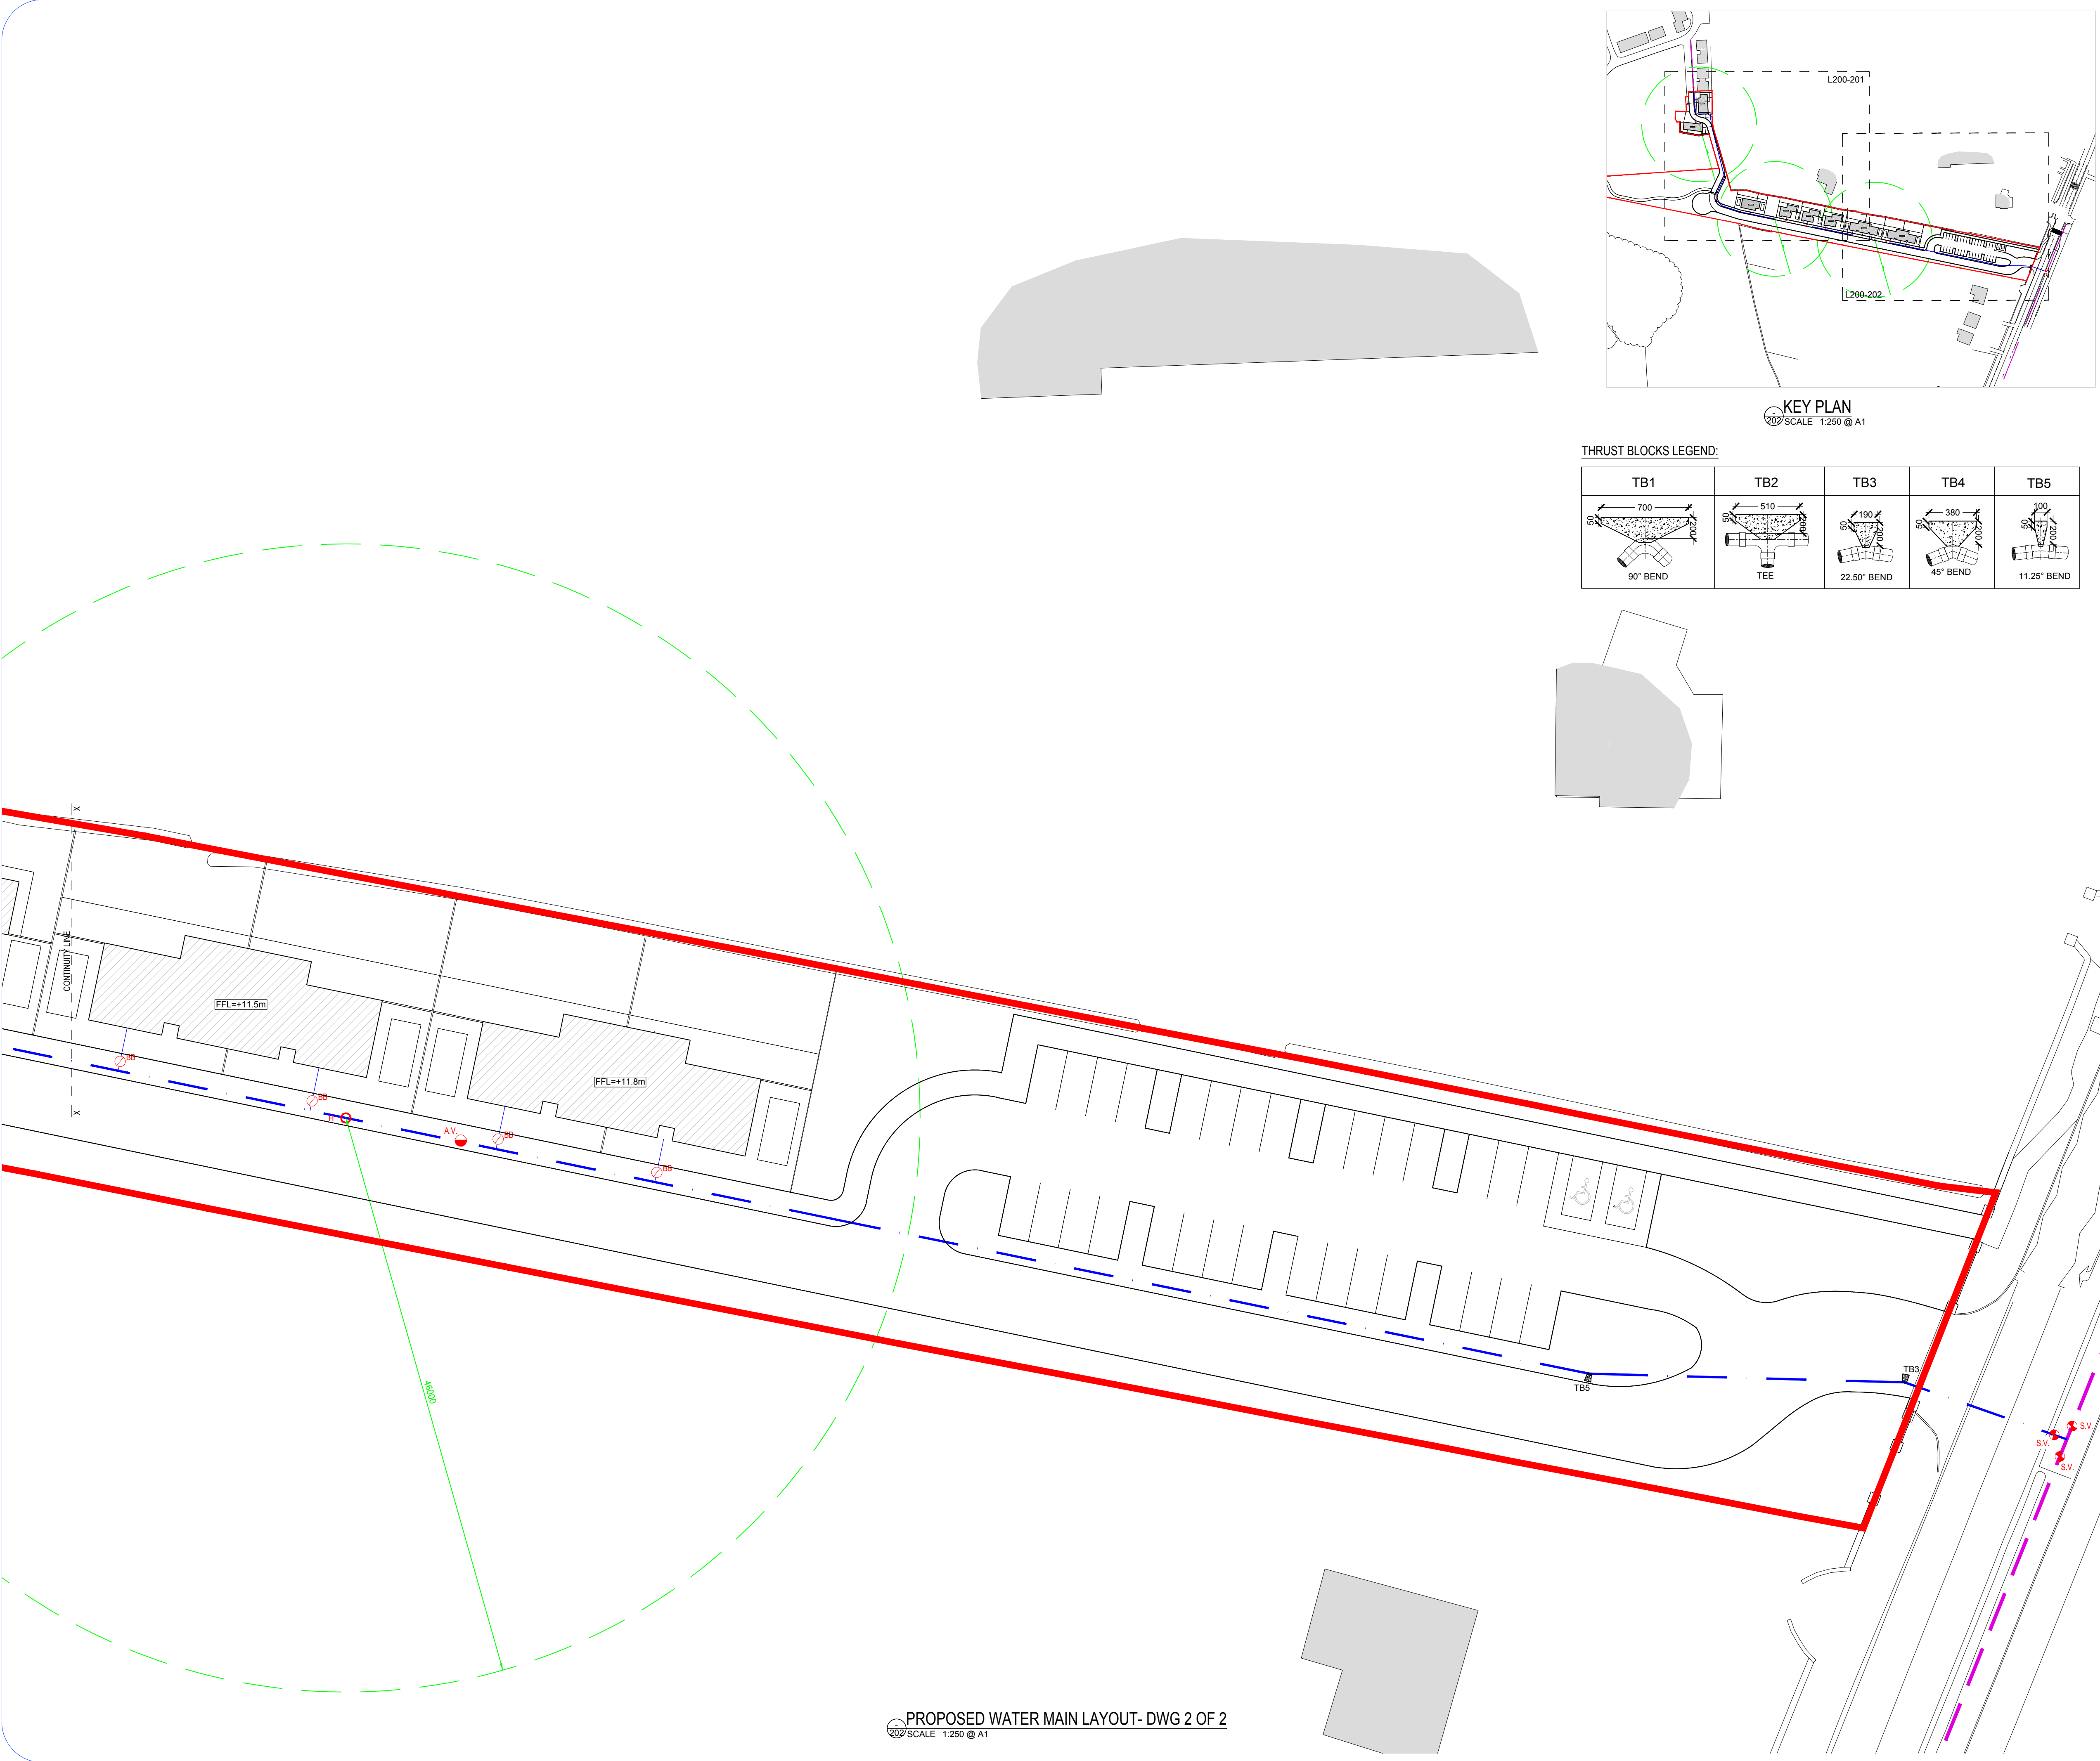 L200-201
L200-202
KEY PLAN
-
202
SCALE 1:250 @ A1
THRUST BLOCKS LEGEND:
TB1
TB2
TB3
TB4
TB5
700
50
200
90° BEND
510
50
200
TEE
190
50
200
22.50° BEND
380
50
200
45° BEND
100
50
200
11.25° BEND
X
CONTINUITY LINE
X
FFL=+11.5m
FFL=+11.8m
BB
BB
H
A.V.
BB
BB
46000
TB5
TB3
S.V.
S.V.
S.V.
PROPOSED WATER MAIN LAYOUT- DWG 2 OF 2
-
202
SCALE 1:250 @ A1